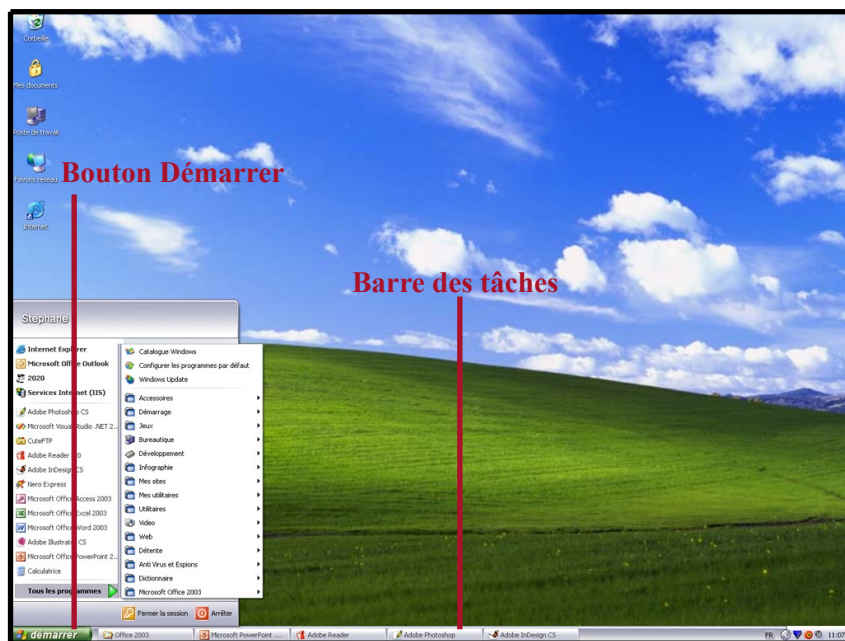 Corbeille
Mes documents
Poste de travail
Favoris réseau
Bouton Démarrer
Internet
Barre des tâches
Stephane
Internet Explorer
Microsoft Office Outlook
2020
Services Internet (IIS)
Adobe Photoshop CS
Microsoft Visual Studio .NET 2...
CuteFTP
Adobe Reader 7.0
Adobe InDesign CS
Nero Express
Microsoft Office Access 2003
Microsoft Office Excel 2003
Microsoft Office Word 2003
Adobe Illustrator CS
Microsoft Office PowerPoint 2...
Calculatrice
Tous les programmes
Catalogue Windows
Configurer les programmes par défaut
Windows Update
Accessoires
Démarrage
Jeux
Bureautique
Développement
Infographie
Mes sites
Mes utilitaires
Utilitaires
Video
Web
Détente
Anti Virus et Espions
Dictionnaire
Microsoft Office 2003
Fermer la session
Arrêter
démarrer
Office 2003
Microsoft PowerPoint ...
Adobe Reader
Adobe Photoshop
Adobe InDesign CS
FR
11:07